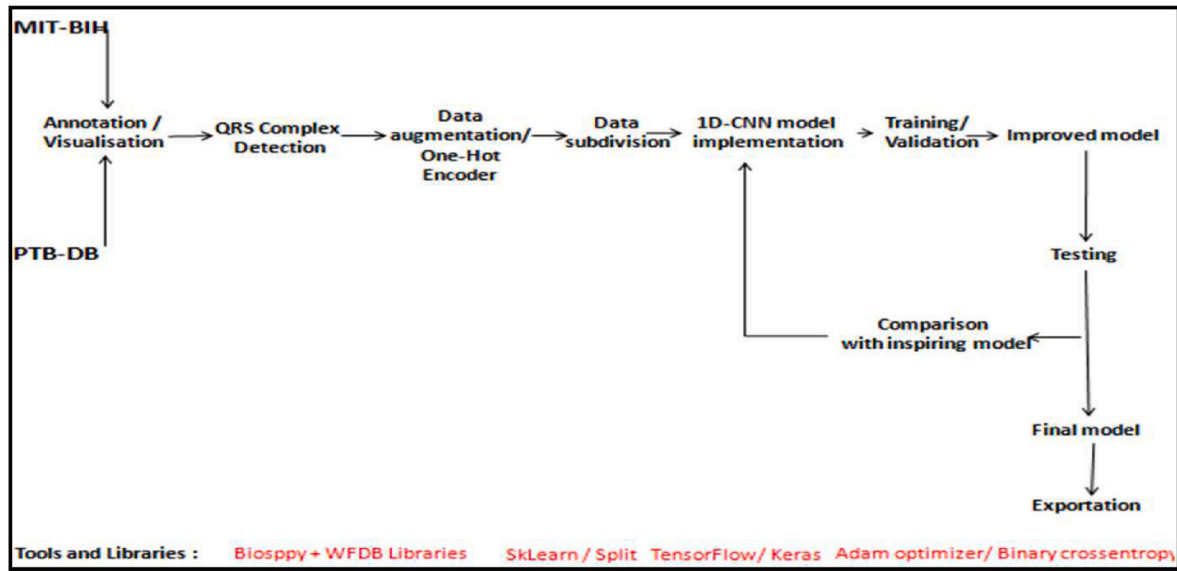 MIT-BIH
Annotation /
Visualisation
QRS Complex
Detection
Data
augmentation/
One-Hot
Encoder
Data
subdivision
1D-CNN model
implementation
Training/
Validation
Improved model
PTB-DB
Testing
Comparison
with inspiring model
Final model
Exportation
Tools and Libraries : Biosppy + WFDB Libraries SkLearn / Split TensorFlow/ Keras Adam optimizer/ Binary crossentropy